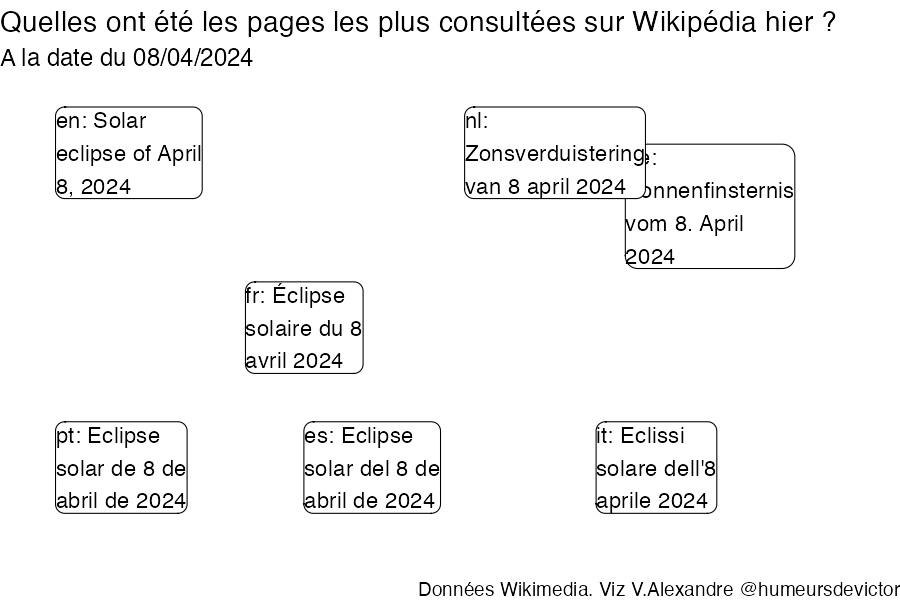 Quelles ont été les pages les plus consultées sur Wikipédia hier ?
A la date du 08/04/2024
en: Solar
eclipse of April
8, 2024
nl:
Zonsverduistering
van 8 april 2024
e:
onnenfinsternis
vom 8. April
2024
fr: Éclipse
solaire du 8
avril 2024
pt: Eclipse
solar de 8 de
abril de 2024
es: Eclipse
solar del 8 de
abril de 2024
it: Eclissi
solare dell'8
aprile 2024
Données Wikimedia. Viz V.Alexandre @humeursdevictor